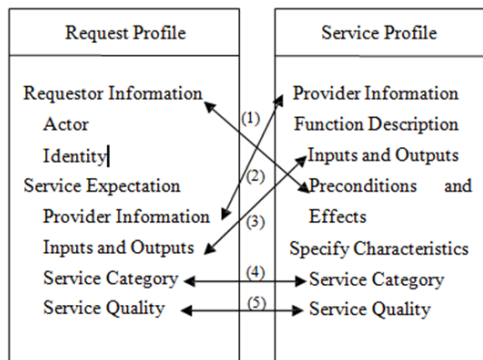 Request Profile
Requestor Information
Actor
Identity
Service Expectation
Provider Information
Inputs and Outputs
Service Category
Service Quality
(1)
(2)
(3)
(4)
(5)
Service Profile
Provider Information
Function Description
Inputs and Outputs
Preconditions and
Effects
Specify Characteristics
Service Category
Service Quality